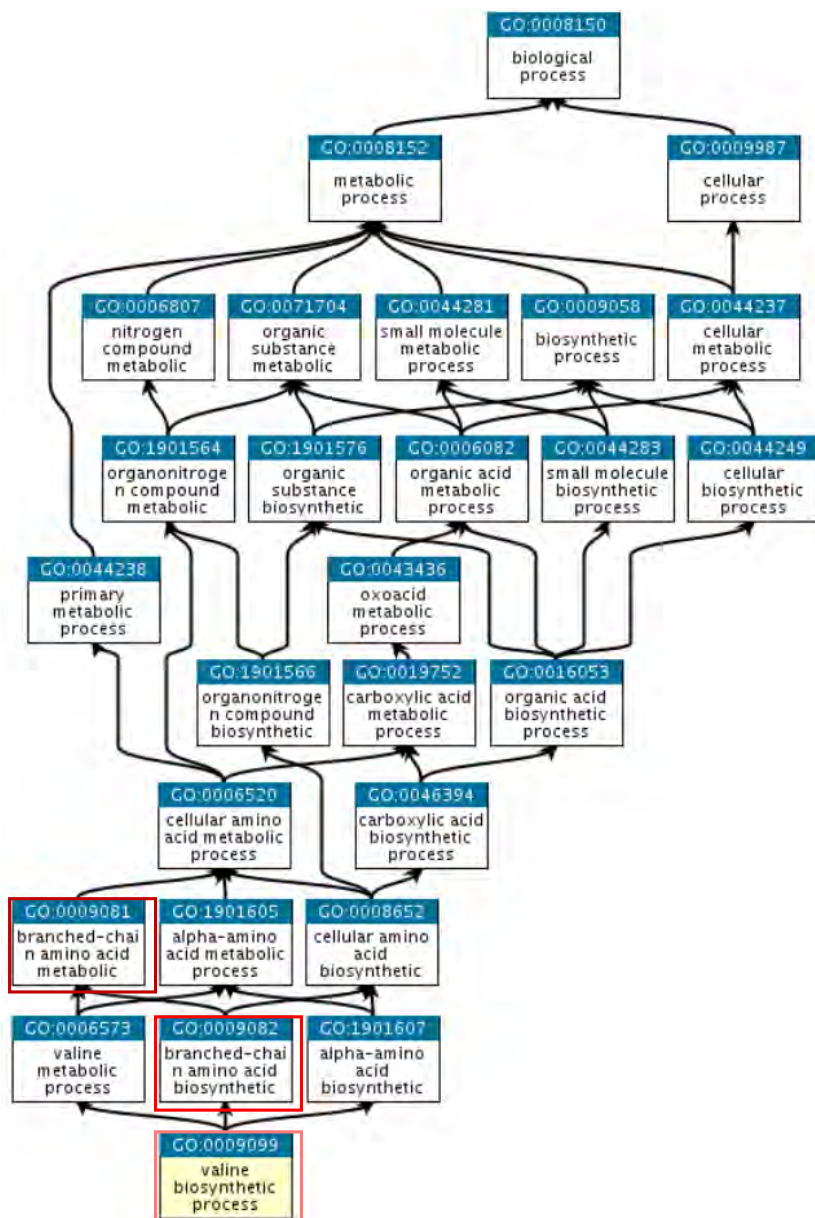 GO:0008150
biological
process
GO:0008152
metabolic
process
GO:0009987
cellular
process
GO:0006807
nitrogen
compound
metabolic
GO:0071704
organic
substance
metabolic
GO:0044281
small molecule
metabolic
process
GO:0009058
biosynthetic
process
GO:0044237
cellular
metabolic
process
GO:1901564
organonitroge
n compound
metabolic
GO:1901576
organic
substance
biosynthetic
GO:0006082
organic acid
metabolic
process
GO:0044283
small molecule
biosynthetic
process
GO:0044249
cellular
biosynthetic
process
GO:0044238
primary
metabolic
process
GO:0043436
oxoacid
metabolic
process
GO:1901566
organonitroge
n compound
biosynthetic
GO:0019752
carboxylic acid
metabolic
process
GO:0016053
organic acid
biosynthetic
process
GO:0006520
cellular amino
acid metabolic
process
GO:0046394
carboxylic acid
biosynthetic
process
GO:0009081
branched-chai
n amino acid
metabolic
GO:1901605
alpha-amino
acid metabolic
process
GO:0008652
cellular amino
acid
biosynthetic
GO:0006573
valine
metabolic
process
GO:0009082
branched-chai
n amino acid
biosynthetic
GO:1901607
alpha-amino
acid
biosynthetic
GO:0009099
valine
biosynthetic
process